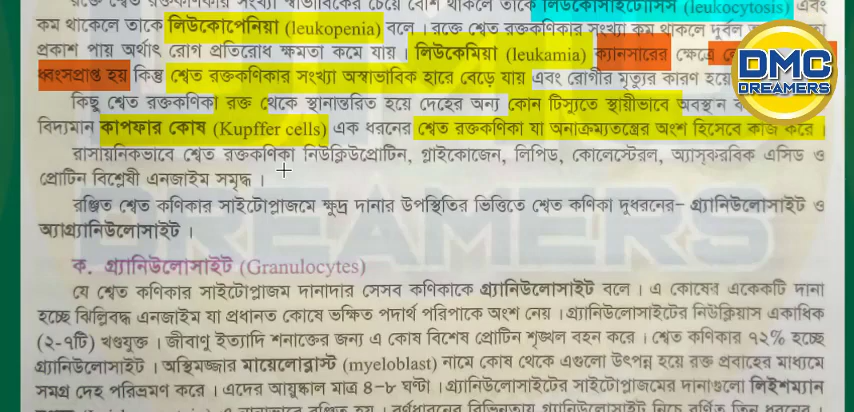 রক্তে শ্বেত রক্তকণিকার সংখ্যা স্বাভাবিকের চেয়ে বেশি থাকলে তাকে লিউকোসাইটোসিস (leukocytosis) এবং
কম থাকলে তাকে লিউকোপেনিয়া (leukopenia) বলে । রক্তে শ্বেত রক্তকণিকার সংখ্যা কম থাকলে দুর্বল
প্রকাশ পায় অর্থাৎ রোগ প্রতিরোধ ক্ষমতা কমে যায় । লিউকেমিয়া (leukamia) ক্যানসারের ক্ষেত্রে
ধ্বংসপ্রাপ্ত হয় কিন্তু শ্বেত রক্তকণিকার সংখ্যা অস্বাভাবিক হারে বেড়ে যায় এবং রোগীর মৃত্যুর কারণ হয়ে
কিছু শ্বেত রক্তকণিকা রক্ত থেকে স্থানান্তরিত হয়ে দেহের অন্য কোন টিস্যুতে স্থায়ীভাবে অবস্থান
বিদ্যমান কাপফার কোষ (Kupffer cells) এক ধরনের শ্বেত রক্তকণিকা যা অনাক্রম্যতন্ত্রের অংশ হিসেবে কাজ করে ।
রাসায়নিকভাবে শ্বেত রক্তকণিকা নিউক্লিওপ্রোটিন, গ্লাইকোজেন, লিপিড, কোলেস্টেরল, অ্যাসকরবিক এসিড ও
প্রোটিন বিশ্লেষী এনজাইম সমৃদ্ধ ।
রঞ্জিত শ্বেত কণিকার সাইটোপ্লাজমে ক্ষুদ্র দানার উপস্থিতির ভিত্তিতে শ্বেত কণিকা দুধরনের– গ্র্যানিউলোসাইট ও
অ্যাগ্র্যানিউলোসাইট ।
ক. গ্র্যানিউলোসাইট (Granulocytes)
যে শ্বেত কণিকার সাইটোপ্লাজম দানাদার সেসব কণিকাকে গ্র্যানিউলোসাইট বলে । এ কোষের একেকটি দানা
হচ্ছে ঝিল্লিবদ্ধ এনজাইম যা প্রধানত কোষে ভক্ষিত পদার্থ পরিপাকে অংশ নেয় । গ্র্যানিউলোসাইটের নিউক্লিয়াস একাধিক
(২-৭টি) খণ্ডযুক্ত । জীবাণু ইত্যাদি শনাক্তের জন্য এ কোষ বিশেষ প্রোটিন শৃঙ্খল বহন করে । শ্বেত কণিকার ৭২% হচ্ছে
গ্র্যানিউলোসাইট । অস্থিমজ্জার মায়েলোব্লাস্ট (myeloblast) নামে কোষ থেকে এগুলো উৎপন্ন হয়ে রক্ত প্রবাহের মাধ্যমে
সমগ্র দেহ পরিভ্রমণ করে । এদের আয়ুষ্কাল মাত্র ৪-৮ ঘণ্টা । গ্র্যানিউলোসাইটের সাইটোপ্লাজমের দানাগুলো লিইশম্যান
DMC
DREAMERS
DREAMERS